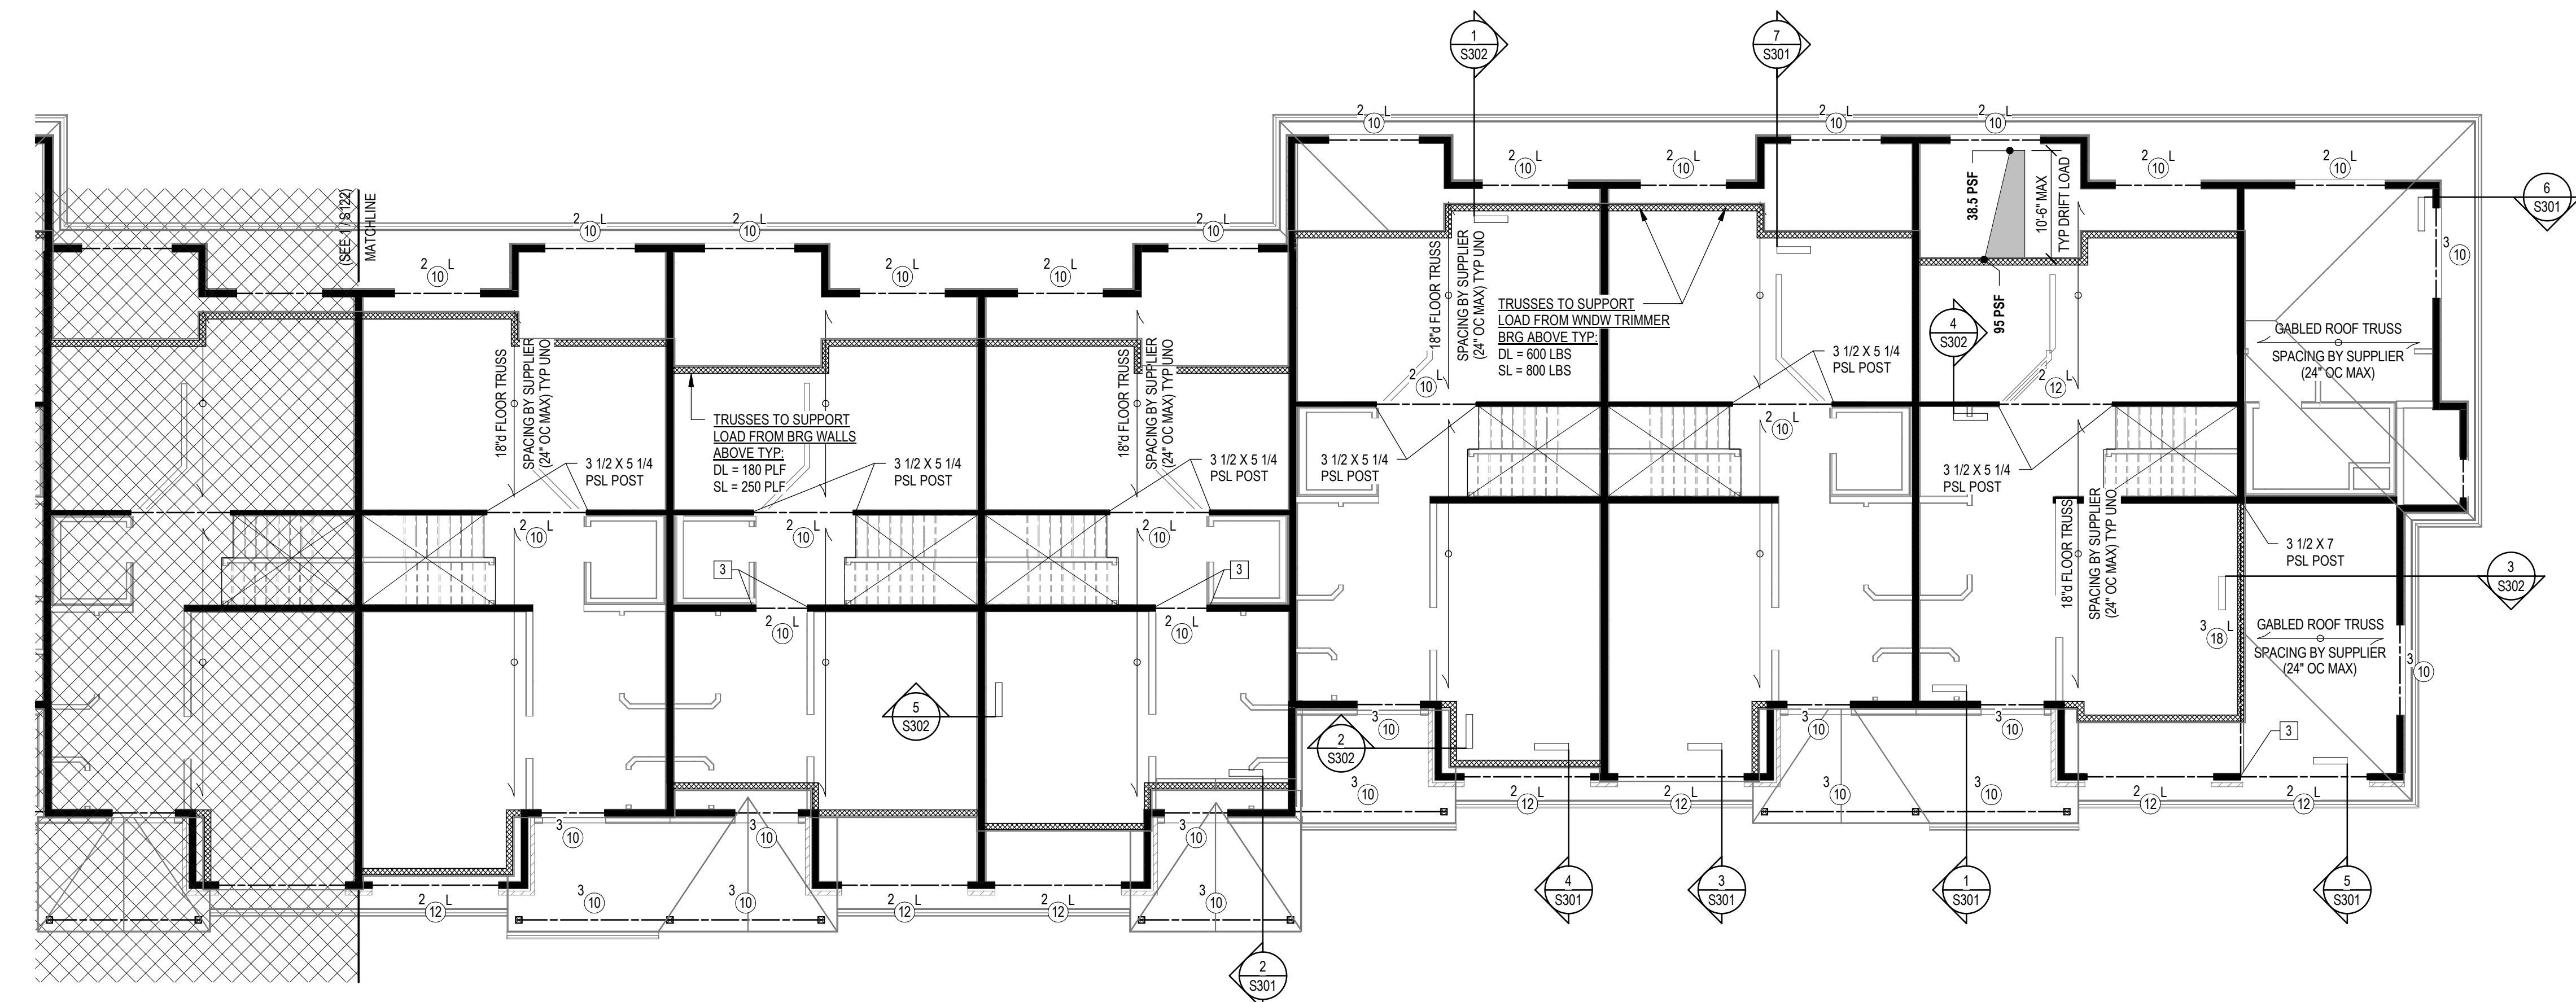 1
S302
7
S301
2 10 L
2 10 L
2 10 L
2 10 L
2 10 L
2 10 L
2 10 L
6
S301
3 10
(SEE 1 / S122)
MATCHLINE
2 10 L
2 10 L
2 10 L
2 10 L
2 10 L
2 10 L
38.5 PSF
10'-6" MAX
TYP DRIFT LOAD
95 PSF
18"d FLOOR TRUSS
SPACING BY SUPPLIER
(24" OC MAX) TYP UNO
18"d FLOOR TRUSS
SPACING BY SUPPLIER
(24" OC MAX) TYP UNO
18"d FLOOR TRUSS
SPACING BY SUPPLIER
(24" OC MAX) TYP UNO
TRUSSES TO SUPPORT
LOAD FROM WNDW TRIMMER
BRG ABOVE TYP:
DL = 600 LBS
SL = 800 LBS
4
S302
GABLED ROOF TRUSS
SPACING BY SUPPLIER
(24" OC MAX)
3 1/2 X 5 1/4
PSL POST
2 10 L
2 12 L
TRUSSES TO SUPPORT
LOAD FROM BRG WALLS
ABOVE TYP:
DL = 180 PLF
SL = 250 PLF
2 10 L
3 1/2 X 5 1/4
PSL POST
3 1/2 X 5 1/4
PSL POST
3 1/2 X 5 1/4
PSL POST
3 1/2 X 5 1/4
PSL POST
3 1/2 X 5 1/4
PSL POST
2 10 L
2 10 L
2 10 L
18"d FLOOR TRUSS
SPACING BY SUPPLIER
(24" OC MAX) TYP UNO
3 1/2 X 7
PSL POST
3
3
3
S302
2 10 L
2 10 L
3 18 L
GABLED ROOF TRUSS
SPACING BY SUPPLIER
(24" OC MAX)
3 10
5
S302
2
S302
3 10
3 10
3 10
3
3 10
3 10
3 10
3 10
3 10
3 10
2 12 L
2 12 L
2 12 L
2 12 L
3 10
3 10
3 10
2 12 L
2 12 L
2 12 L
4
S301
3
S301
1
S301
5
S301
2
S301